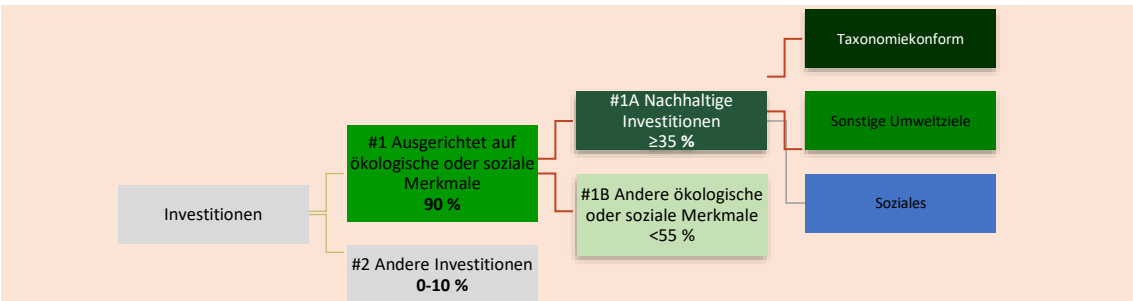 Investitionen
#1 Ausgerichtet auf
ökologische oder soziale
Merkmale
90 %
#2 Andere Investitionen
0-10 %
#1A Nachhaltige
Investitionen
≥35 %
#1B Andere ökologische
oder soziale Merkmale
<55 %
Taxonomiekonform
Sonstige Umweltziele
Soziales